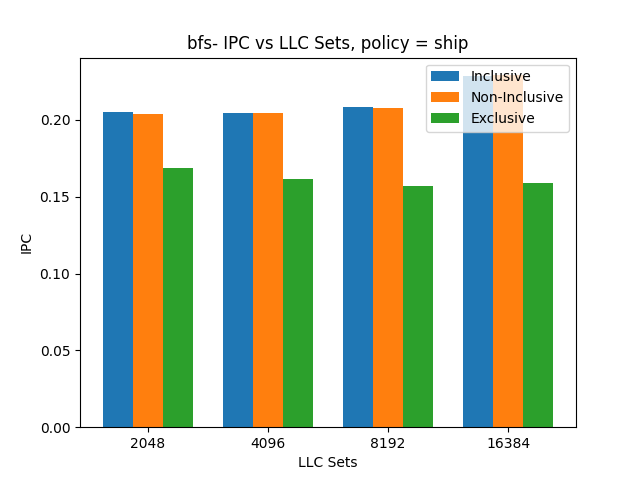 bfs- IPC vs LLC Sets, policy = ship
Inclusive
Non-Inclusive
Exclusive
0.20
0.15
0.10
0.05
0.00
IPC
2048
4096
8192
16384
LLC Sets